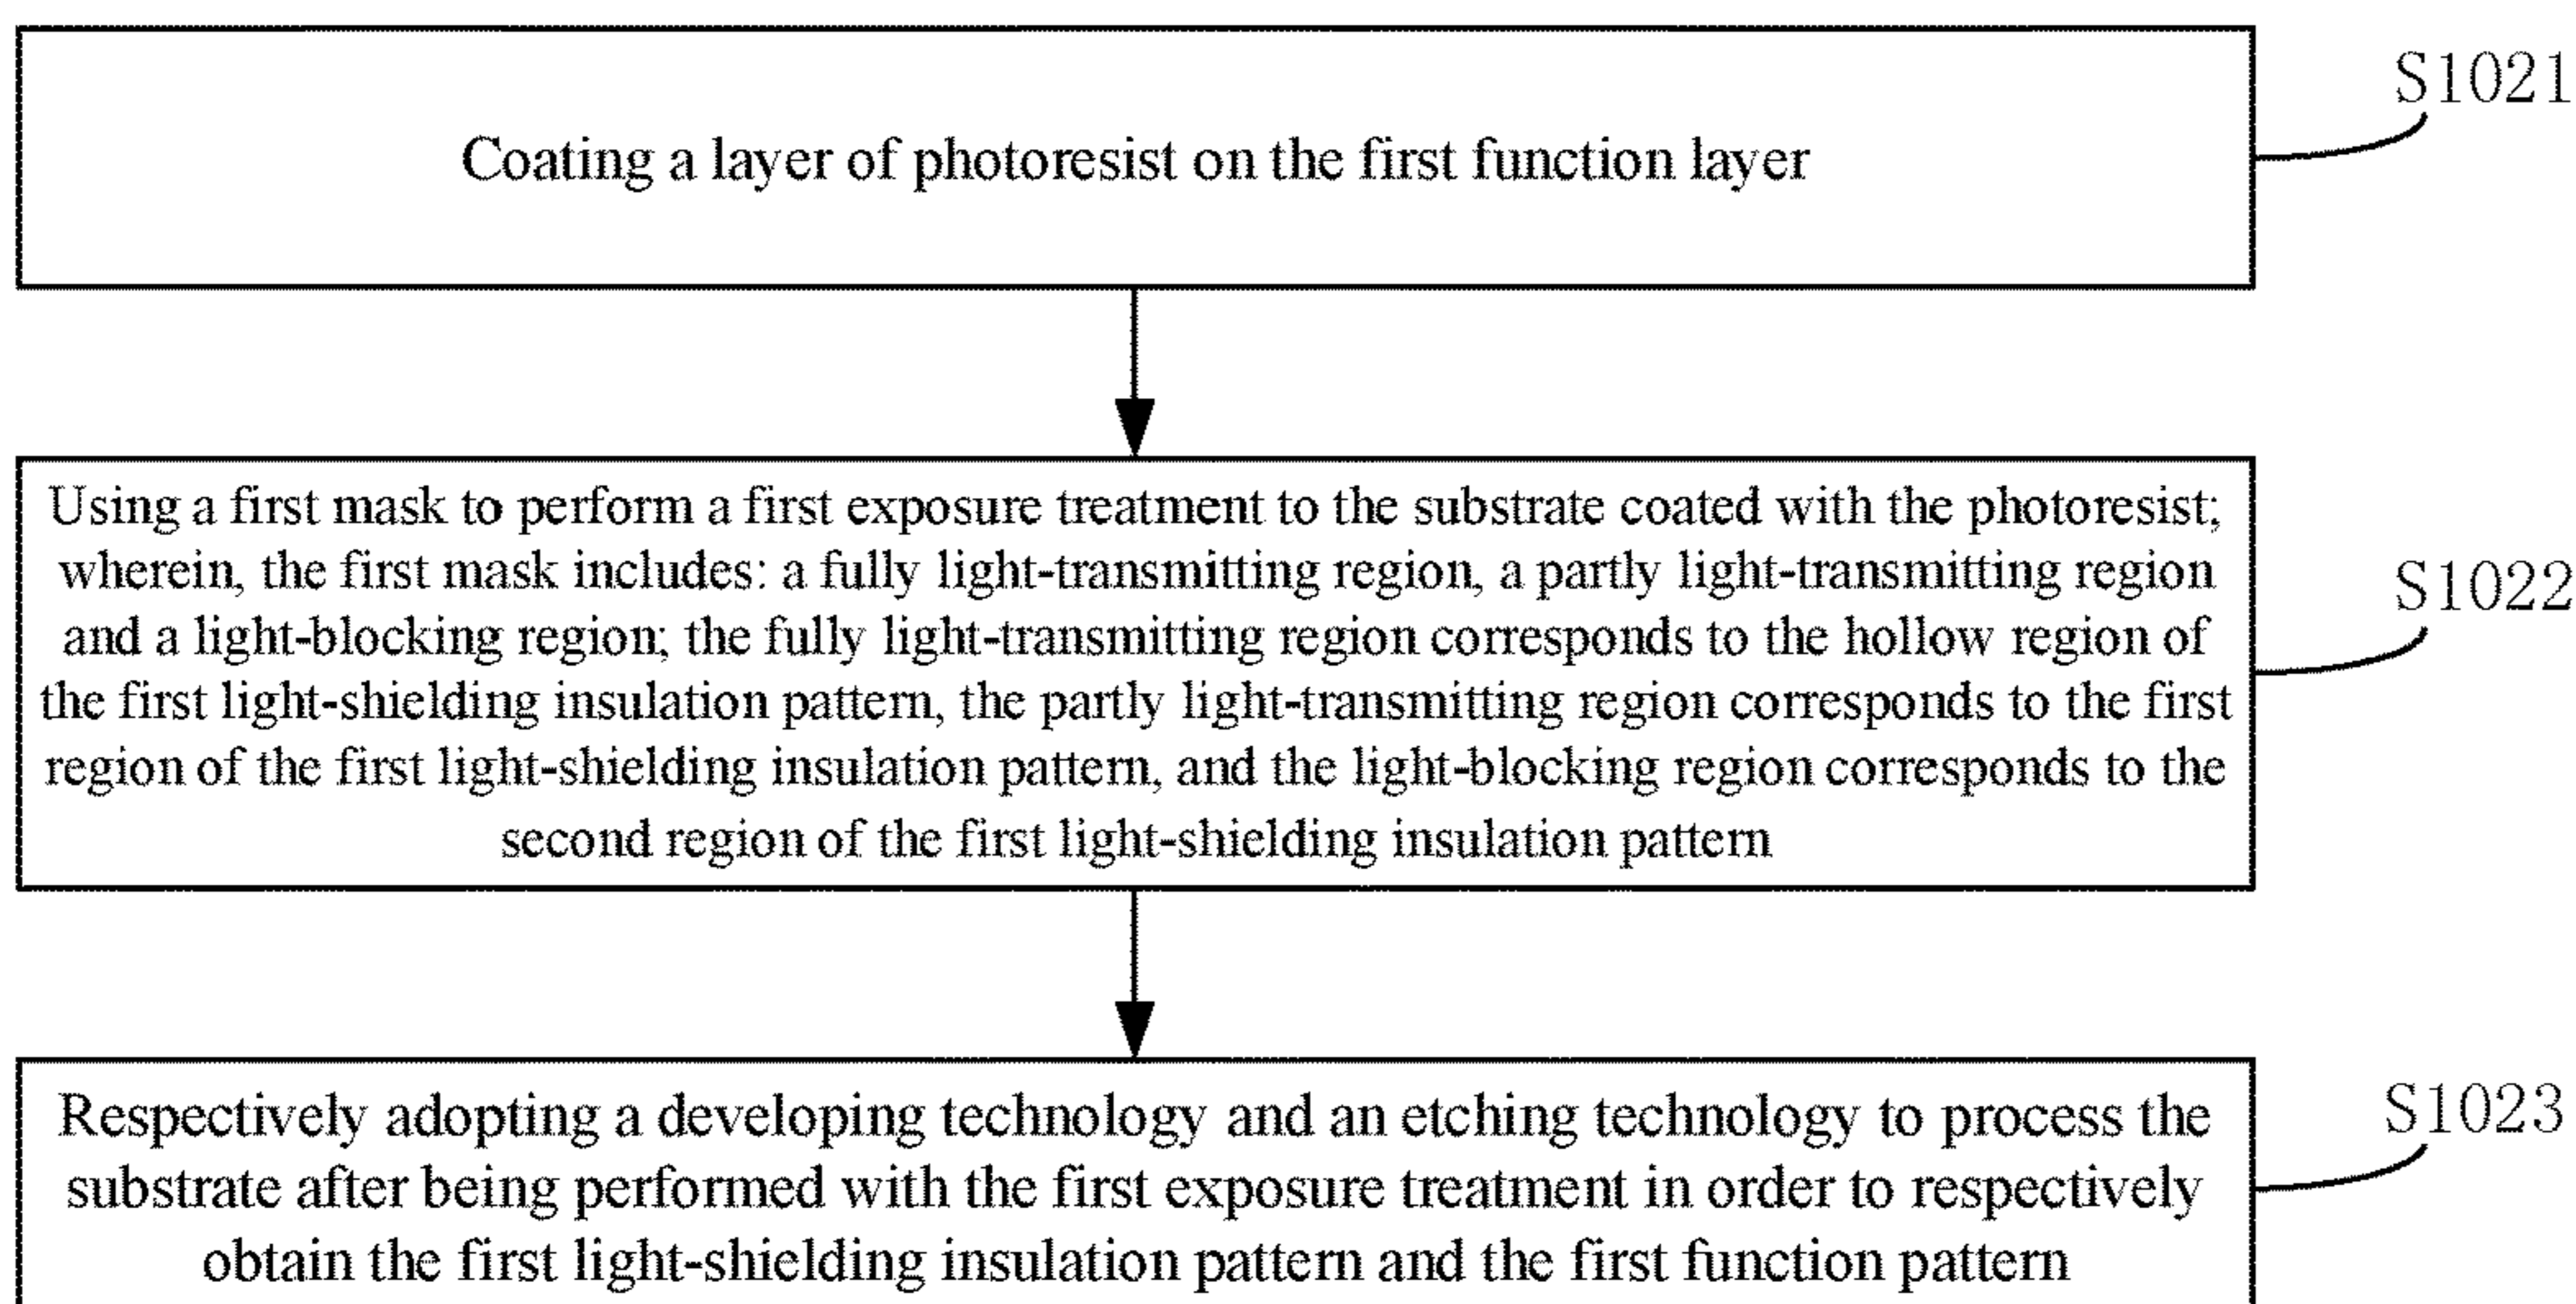 Coating a layer of photoresist on the first function layer
S1021
Using a first mask to perform a first exposure treatment to the substrate coated with the photoresist;
wherein, the first mask includes: a fully light-transmitting region, a partly light-transmitting region
and a light-blocking region; the fully light-transmitting region corresponds to the hollow region of
the first light-shielding insulation pattern, the partly light-transmitting region corresponds to the first
region of the first light-shielding insulation pattern, and the light-blocking region corresponds to the
second region of the first light-shielding insulation pattern
S1022
Respectively adopting a developing technology and an etching technology to process the
substrate after being performed with the first exposure treatment in order to respectively
obtain the first light-shielding insulation pattern and the first function pattern
S1023